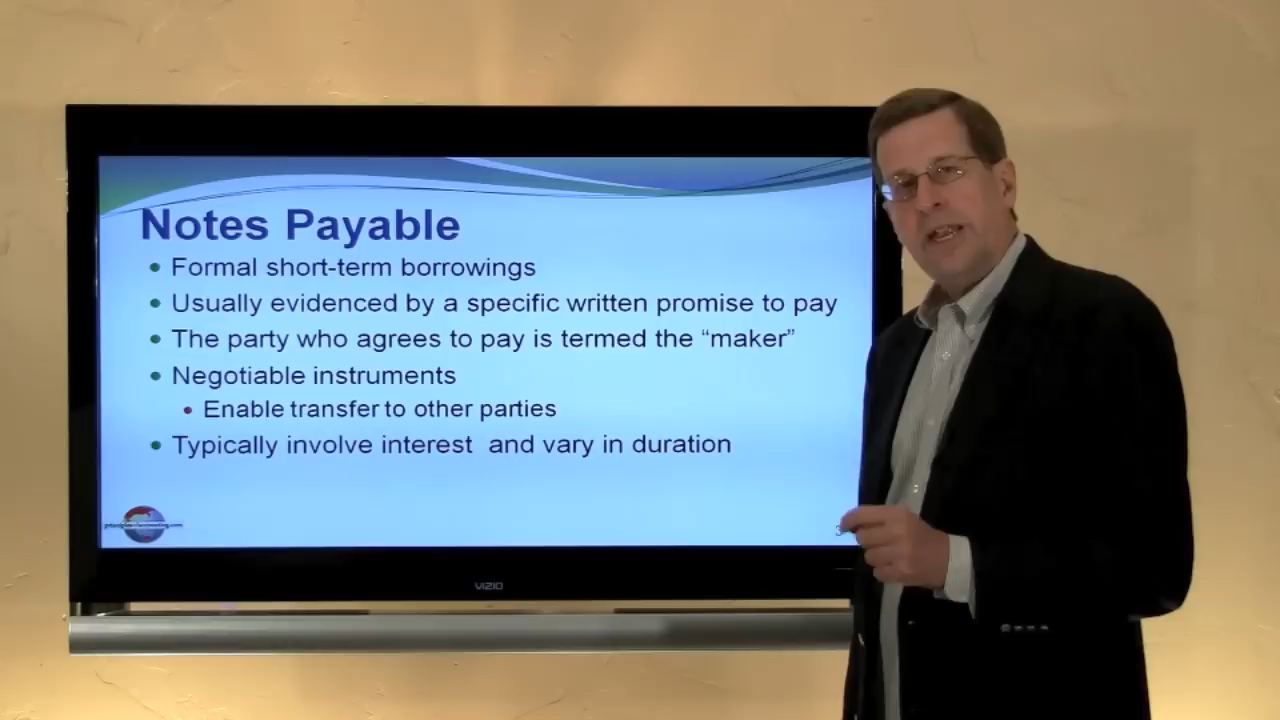 Notes Payable
• Formal short-term borrowings
• Usually evidenced by a specific written promise to pay
• The party who agrees to pay is termed the “maker”
• Negotiable instruments
• Enable transfer to other parties
• Typically involve interest and vary in duration
3
VIZIO